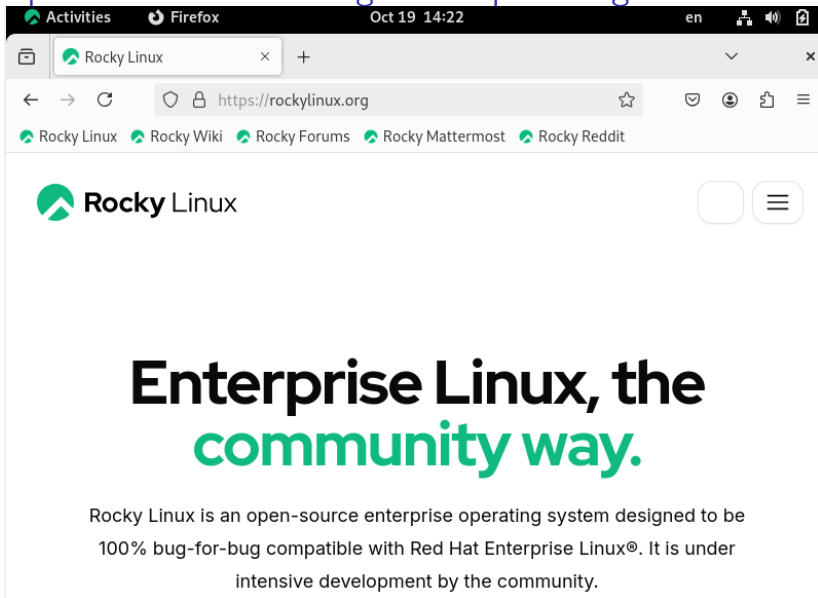 Activities Firefox Oct 19 14:22 en
Rocky Linux
https://rockylinux.org
Rocky Linux Rocky Wiki Rocky Forums Rocky Mattermost Rocky Reddit
Rocky Linux
Enterprise Linux, the
community way.
Rocky Linux is an open-source enterprise operating system designed to be
100% bug-for-bug compatible with Red Hat Enterprise Linux®. It is under
intensive development by the community.